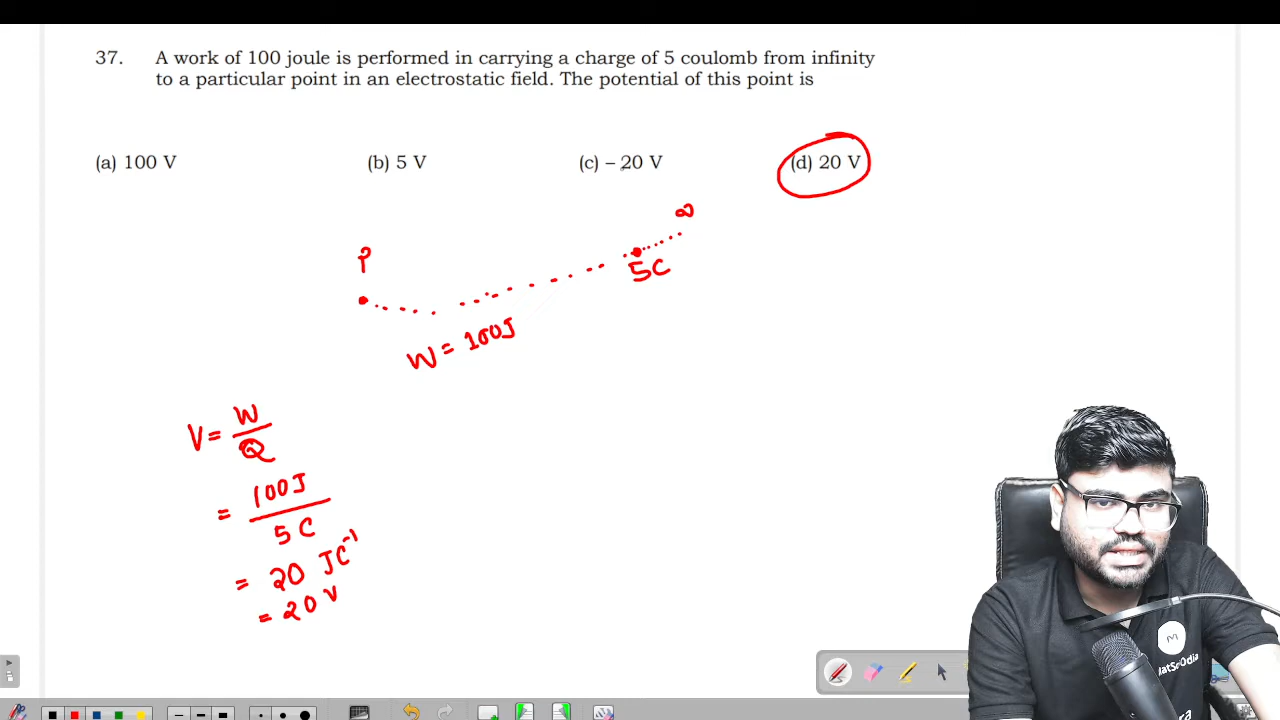 37. A work of 100 joule is performed in carrying a charge of 5 coulomb from infinity
to a particular point in an electrostatic field. The potential of this point is
(a) 100 V (b) 5 V (c) – 20 V (d) 20 V
∞
P
5C
W = 100J
V = W/Q
= 100J/5C
= 20 JC⁻¹
= 20 V
M